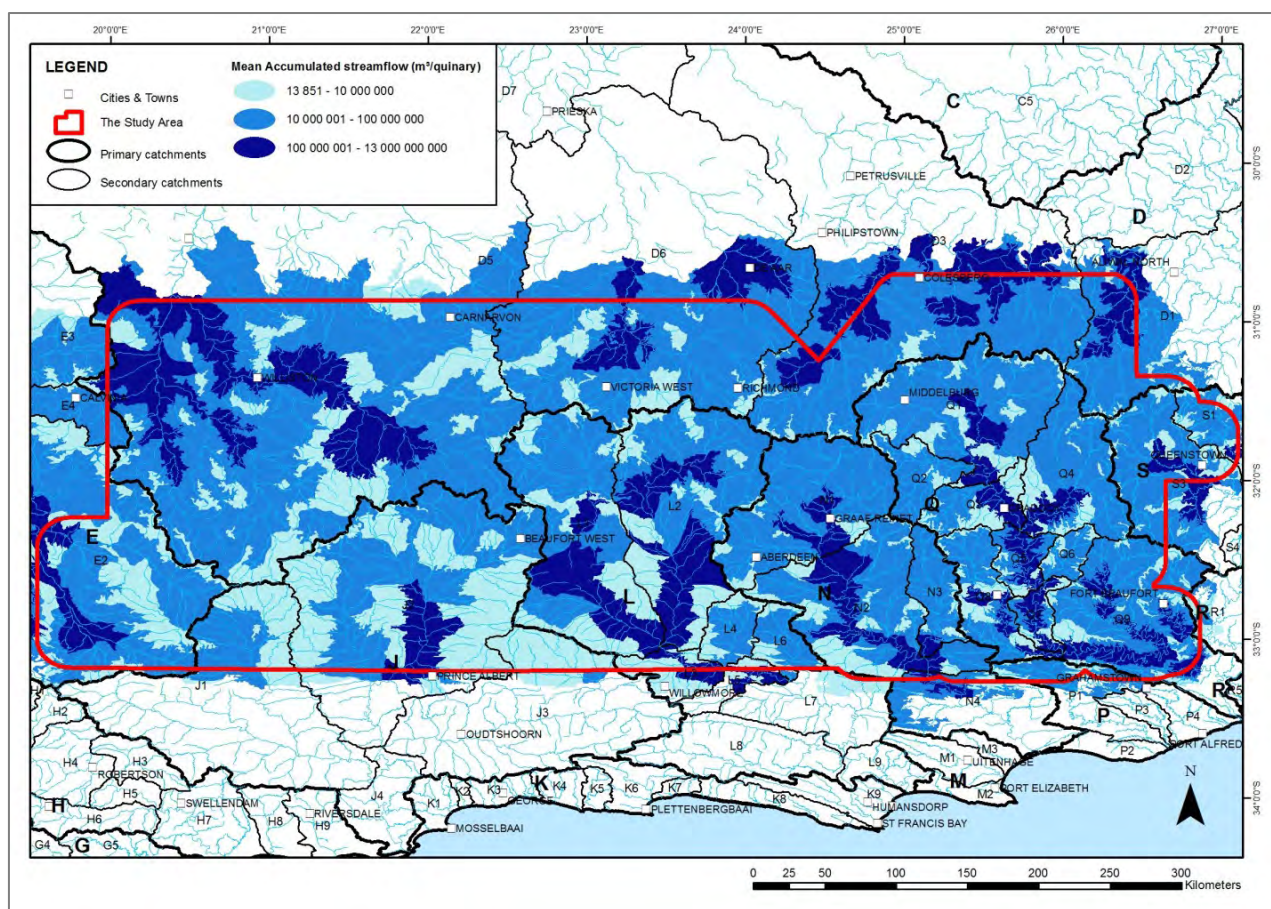 20°0'0"E 21°0'0"E 22°0'0"E 23°0'0"E 24°0'0"E 25°0'0"E 26°0'0"E 27°0'0"E
LEGEND
Cities & Towns
The Study Area
Primary catchments
Secondary catchments
Mean Accumulated streamflow (m³/quinary)
13 851 - 10 000 000
10 000 001 - 100 000 000
100 000 001 - 13 000 000 000
D7
PRIESKA
C
C5
D2
30°0'0"S
PETRUSVILLE
D
PHILIPSTOWN
D3
D5
D6
COLESBERG
31°0'0"S
D1
CARNARVON
E3
VICTORIA WEST
RICHMOND
MIDDELBURG
E4
S1
QUEENSTOWN
S
S3
32°0'0"S
Q2
Q4
L2
GRAAF REINET
E
BEAUFORT WEST
ABERDEEN
Q6
S4
E2
FORT BEAUFORT
L
N
N3
N2
R
R1
Q9
L4
L6
33°0'0"S
PRINCE ALBERT
J1
WILLOWMORE
L7
GRAHAMSTOWN
N4
P1
P3
P
P4
P2
PORT ALFRED
H2
J3
OUDTSHOORN
H4
H3
ROBERTSON
H5
L8
L9
M1
M3
UITENHAGE
M
M2
PORT ELIZABETH
H
H6
SWELLENDAM
H7
H8
RIVERSDALE
H9
J4
K
K1
K2
K3
GEORGE
K4
K5
K6
K7
K8
K9
PLETTENBERGBAAI
HUMANSDORP
ST FRANCIS BAY
MOSSELBAAI
34°0'0"S
G4
G
G5
N
0 25 50 75 100 150 200 250 300
Kilometers